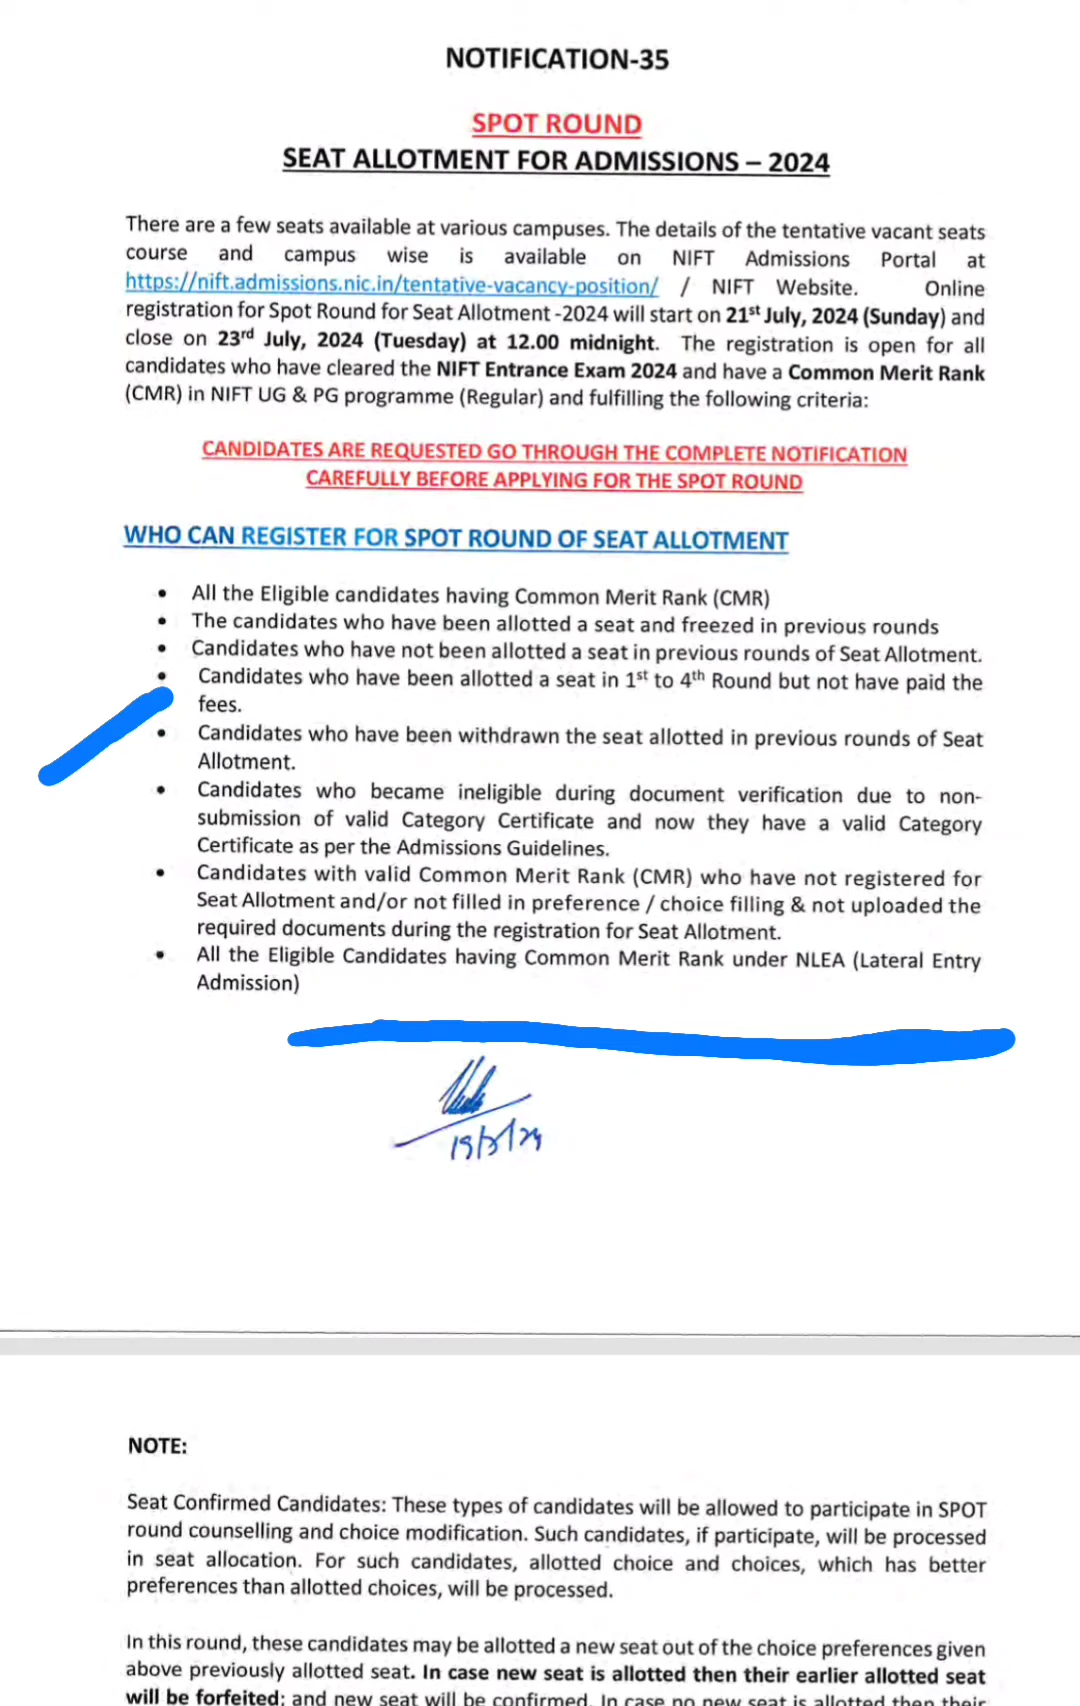 NOTIFICATION-35
SPOT ROUND
SEAT ALLOTMENT FOR ADMISSIONS – 2024
There are a few seats available at various campuses. The details of the tentative vacant seats
course and campus wise is available on NIFT Admissions Portal at
https://nift.admissions.nic.in/tentative-vacancy-position/ / NIFT Website. Online
registration for Spot Round for Seat Allotment -2024 will start on 21st July, 2024 (Sunday) and
close on 23rd July, 2024 (Tuesday) at 12.00 midnight. The registration is open for all
candidates who have cleared the NIFT Entrance Exam 2024 and have a Common Merit Rank
(CMR) in NIFT UG & PG programme (Regular) and fulfilling the following criteria:
CANDIDATES ARE REQUESTED GO THROUGH THE COMPLETE NOTIFICATION
CAREFULLY BEFORE APPLYING FOR THE SPOT ROUND
WHO CAN REGISTER FOR SPOT ROUND OF SEAT ALLOTMENT
• All the Eligible candidates having Common Merit Rank (CMR)
• The candidates who have been allotted a seat and freezed in previous rounds
• Candidates who have not been allotted a seat in previous rounds of Seat Allotment.
• Candidates who have been allotted a seat in 1st to 4th Round but not have paid the
fees.
• Candidates who have been withdrawn the seat allotted in previous rounds of Seat
Allotment.
• Candidates who became ineligible during document verification due to non-
submission of valid Category Certificate and now they have a valid Category
Certificate as per the Admissions Guidelines.
• Candidates with valid Common Merit Rank (CMR) who have not registered for
Seat Allotment and/or not filled in preference / choice filling & not uploaded the
required documents during the registration for Seat Allotment.
• All the Eligible Candidates having Common Merit Rank under NLEA (Lateral Entry
Admission)
NOTE:
Seat Confirmed Candidates: These types of candidates will be allowed to participate in SPOT
round counselling and choice modification. Such candidates, if participate, will be processed
in seat allocation. For such candidates, allotted choice and choices, which has better
preferences than allotted choices, will be processed.
In this round, these candidates may be allotted a new seat out of the choice preferences given
above previously allotted seat. In case new seat is allotted then their earlier allotted seat
will be forfeited; and new seat will be confirmed. In case no new seat is allotted then their